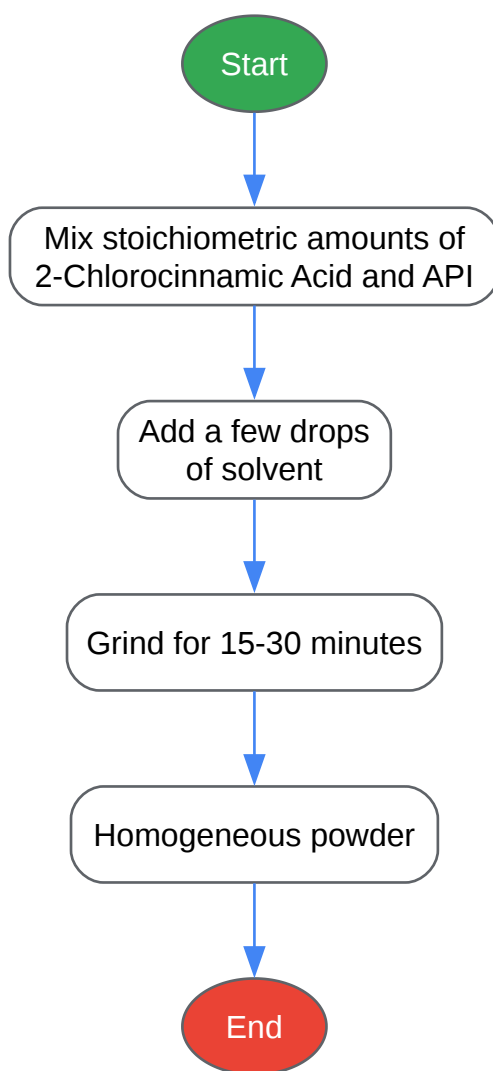 Start
Mix stoichiometric amounts of
2-Chlorocinnamic Acid and API
Add a few drops
of solvent
Grind for 15-30 minutes
Homogeneous powder
End